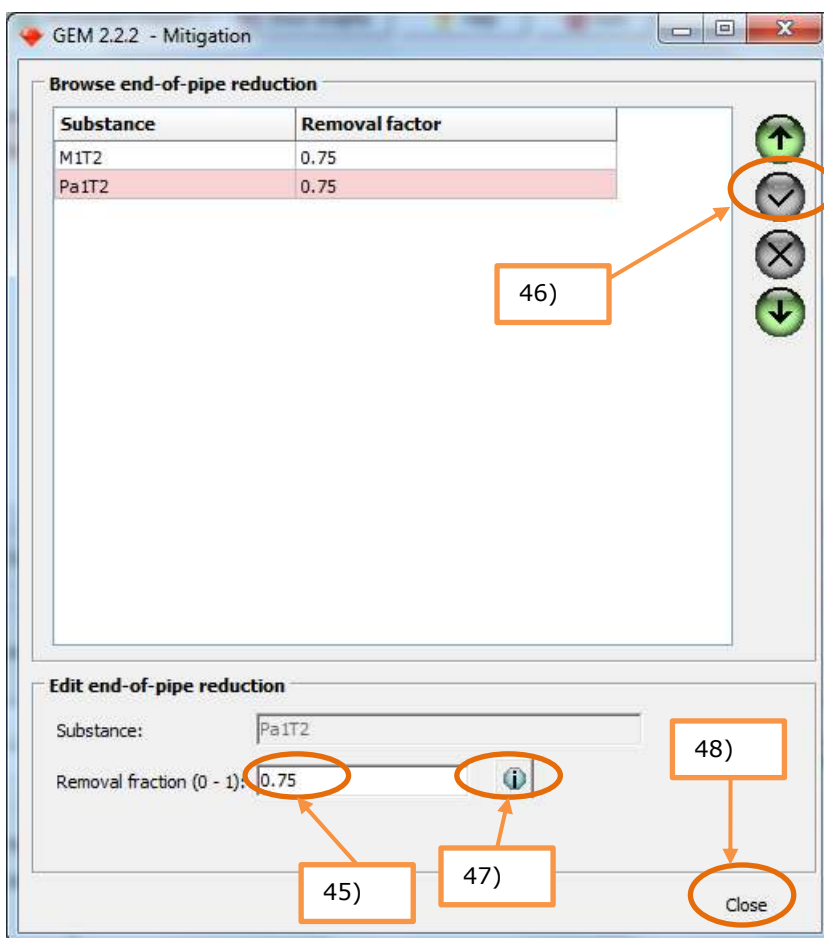 GEM 2.2.2 - Mitigation
Browse end-of-pipe reduction
Substance Removal factor
M1T2 0.75
Pa1T2 0.75
46)
Edit end-of-pipe reduction
Substance: Pa1T2
48)
Removal fraction (0 - 1): 0.75
45)
47)
Close